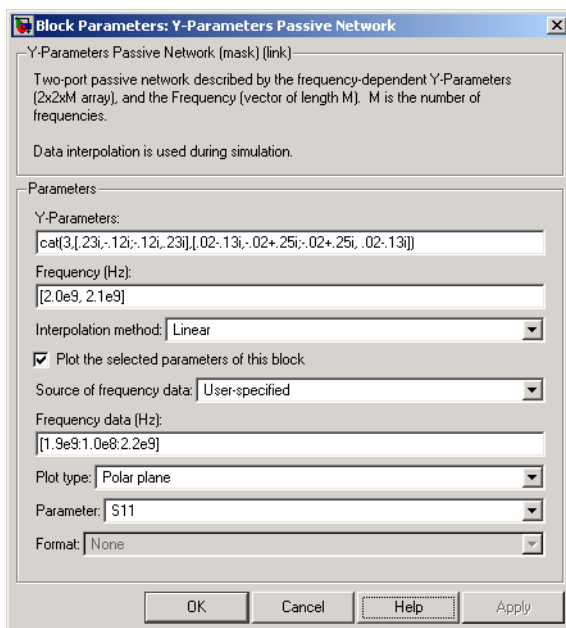 Block Parameters: Y-Parameters Passive Network
Y-Parameters Passive Network (mask) (link)
Two-port passive network described by the frequency-dependent Y-Parameters
(2x2xM array), and the Frequency (vector of length M). M is the number of
frequencies.
Data interpolation is used during simulation.
Parameters
Y-Parameters:
cat(3,[.23i,-.12i;-.12i,.23i],[.02-.13i,-.02+.25i;-.02+.25i, .02-.13i])
Frequency (Hz):
[2.0e9, 2.1e9]
Interpolation method: Linear
Plot the selected parameters of this block
Source of frequency data: User-specified
Frequency data (Hz):
[1.9e9:1.0e8:2.2e9]
Plot type: Polar plane
Parameter: S11
Format: None
OK Cancel Help Apply